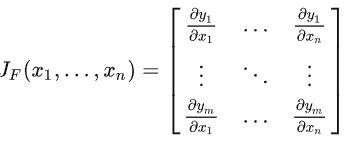 J_F(x_1, …, x_n) = \begin{bmatrix} \frac{\partial y_1}{\partial x_1} & \cdots & \frac{\partial y_1}{\partial x_n} \\ \vdots & \ddots & \vdots \\ \frac{\partial y_m}{\partial x_1} & \cdots & \frac{\partial y_m}{\partial x_n} \end{bmatrix}